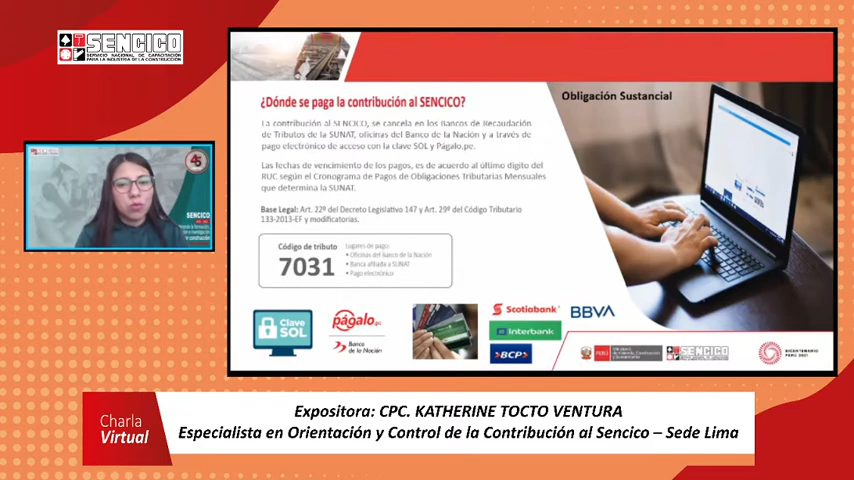 SENCICO
SERVICIO NACIONAL DE CAPACITACIÓN
PARA LA INDUSTRIA DE LA CONSTRUCCIÓN
¿Dónde se paga la contribución al SENCICO?
Obligación Sustancial
La contribución al SENCICO, se cancela en los Bancos de Recaudación
de Tributos de la SUNAT, oficinas del Banco de la Nación y a través de
pago electrónico de acceso con la clave SOL y Págalo.pe.
Las fechas de vencimiento de los pagos, es de acuerdo al último dígito del
RUC según el Cronograma de Pagos de Obligaciones Tributarias Mensuales
que determina la SUNAT.
Base Legal: Art. 22º del Decreto Legislativo 147 y Art. 29º del Código Tributario
133-2013-EF y modificatorias.
Código de tributo
7031
Lugares de pago:
• Oficinas del Banco de la Nación
• Banca afiliada a SUNAT
• Pago electrónico
45
SENCICO
Clave
SOL
págalo.pe
Banco
de la Nación
Scotiabank
BBVA
Interbank
BCP
PERÚ
SENCICO
BICENTENARIO
PERÚ 2021
Charla
Virtual
Expositora: CPC. KATHERINE TOCTO VENTURA
Especialista en Orientación y Control de la Contribución al Sencico – Sede Lima